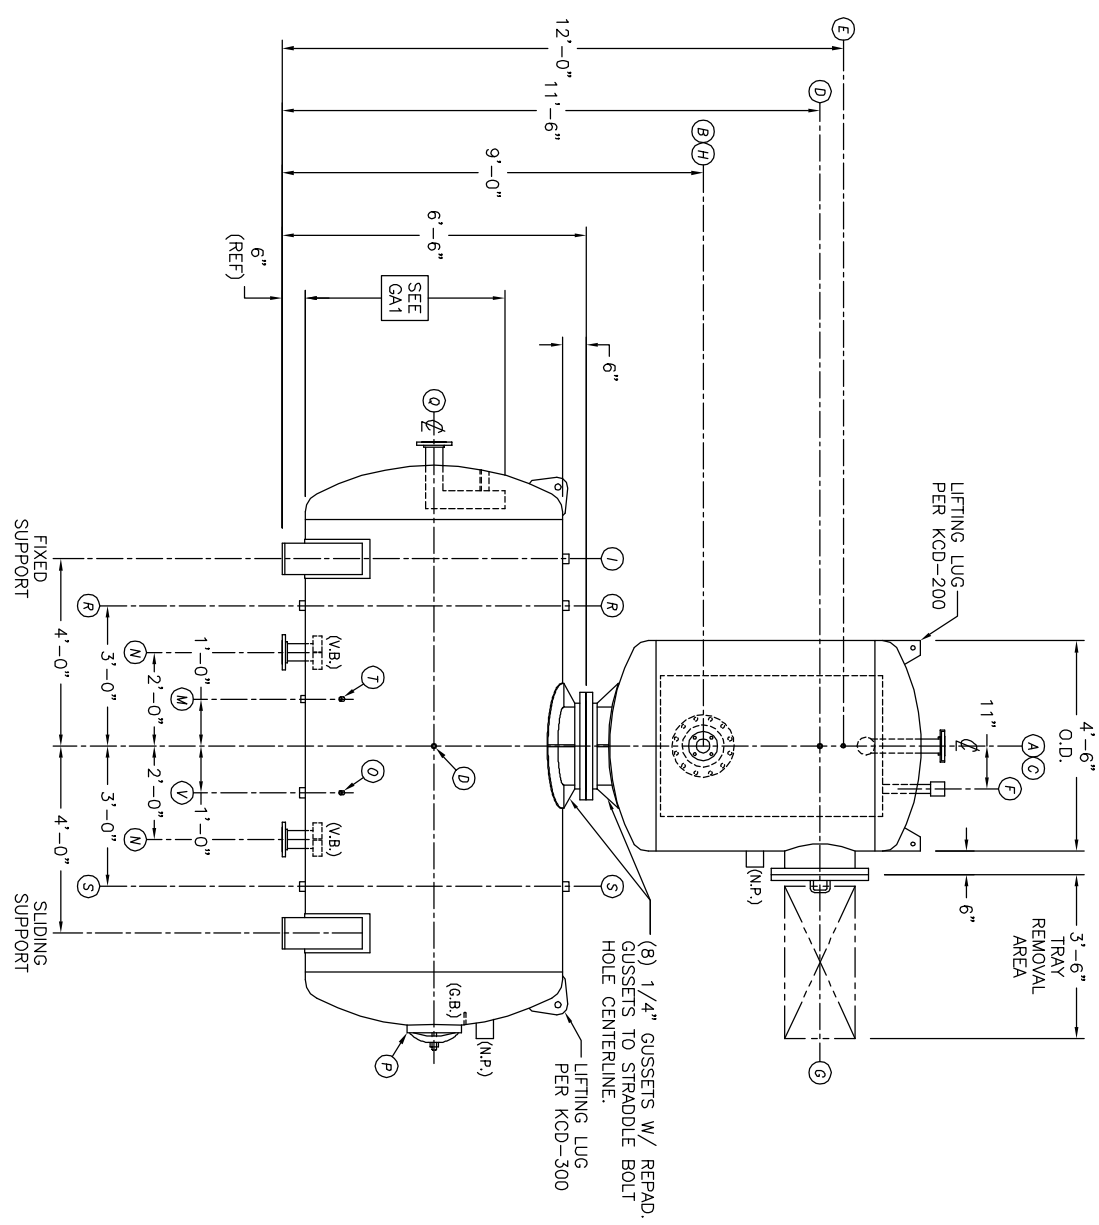 4'-6"
O.D.
3'-6"
TRAY
REMOVAL
AREA
A
C
F
11"
6"
LIFTING LUG
PER KCD-200
E
D
G
(N.P.)
B
H
(8) 1/4" GUSSETS W/ REPAD.
GUSSETS TO STRADDLE BOLT
HOLE CENTERLINE.
6"
I
R
S
LIFTING LUG
PER KCD-300
12'-0"
11'-6"
9'-0"
6'-6"
(N.P.)
(G.B.)
D
Q
SEE
GA1
P
T
O
(V.B.)
(V.B.)
6"
(REF)
1'-0"
1'-0"
M
V
2'-0"
2'-0"
N
N
3'-0"
3'-0"
R
S
4'-0"
4'-0"
FIXED
SUPPORT
SLIDING
SUPPORT